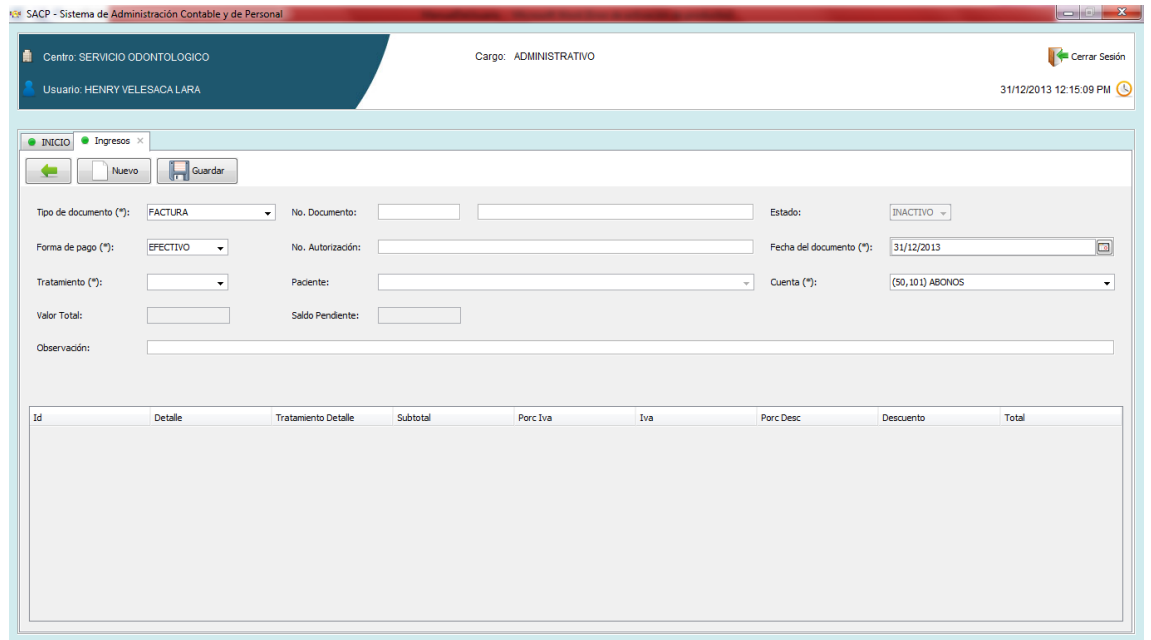 SACP - Sistema de Administración Contable y de Personal
Centro: SERVICIO ODONTOLOGICO Cargo: ADMINISTRATIVO Cerrar Sesión
Usuario: HENRY VELESACA LARA 31/12/2013 12:15:09 PM
INICIO Ingresos
Nuevo Guardar
Tipo de documento (*): FACTURA No. Documento: Estado: INACTIVO
Forma de pago (*): EFECTIVO No. Autorización: Fecha del documento (*): 31/12/2013
Tratamiento (*): Paciente: Cuenta (*): (50,101) ABONOS
Valor Total: Saldo Pendiente:
Observación:
Id Detalle Tratamiento Detalle Subtotal Porc Iva Iva Porc Desc Descuento Total